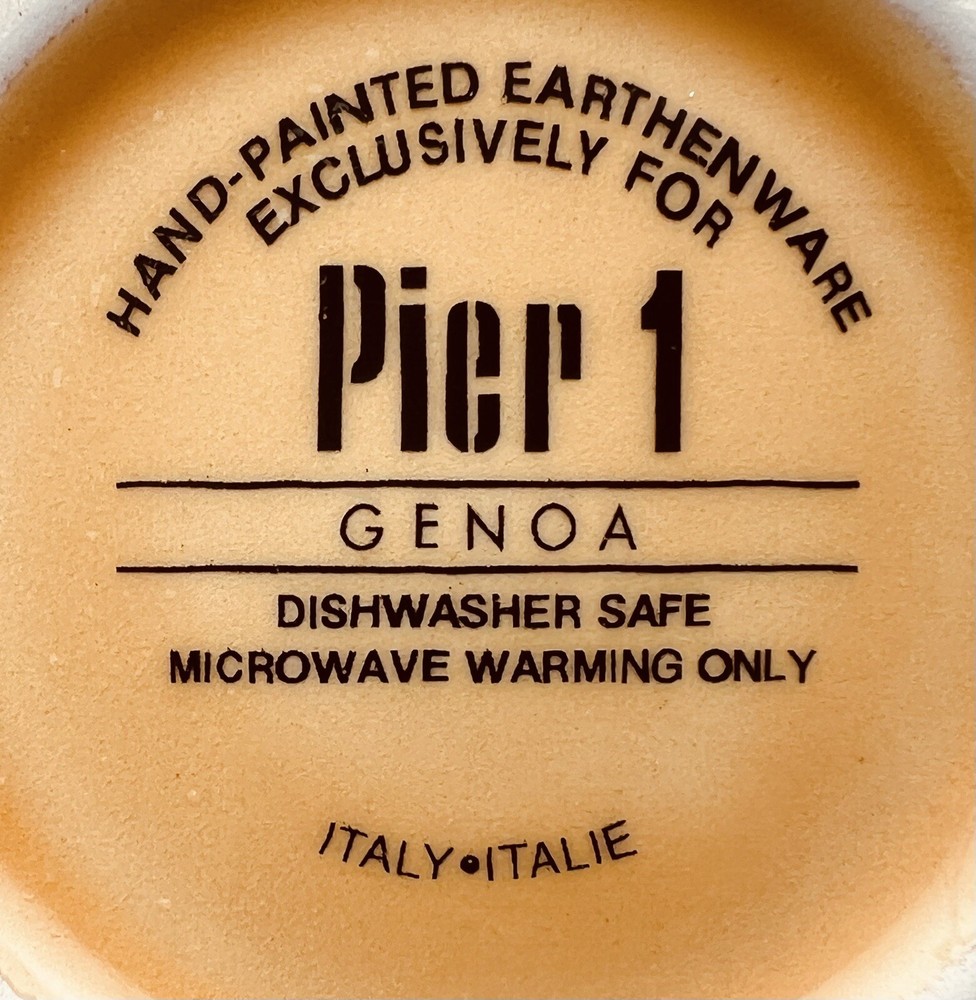 HAND-PAINTED EARTHENWARE
EXCLUSIVELY FOR
Pier 1
GENOA
DISHWASHER SAFE
MICROWAVE WARMING ONLY
ITALY•ITALIE